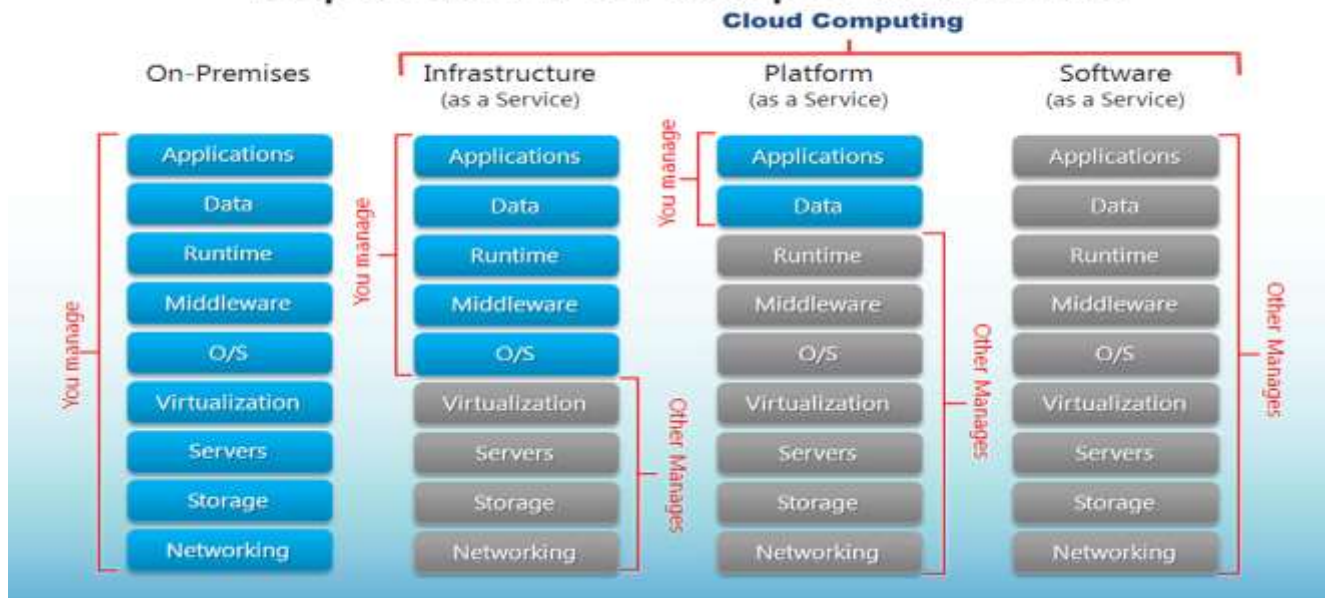 Cloud Computing
On-Premises
Infrastructure
(as a Service)
Platform
(as a Service)
Software
(as a Service)
You manage
Applications
Data
Runtime
Middleware
O/S
Virtualization
Servers
Storage
Networking
You manage
Applications
Data
Runtime
Middleware
O/S
Virtualization
Servers
Storage
Networking
Other Manages
You manage
Applications
Data
Runtime
Middleware
O/S
Virtualization
Servers
Storage
Networking
Other Manages
Applications
Data
Runtime
Middleware
O/S
Virtualization
Servers
Storage
Networking
Other Manages